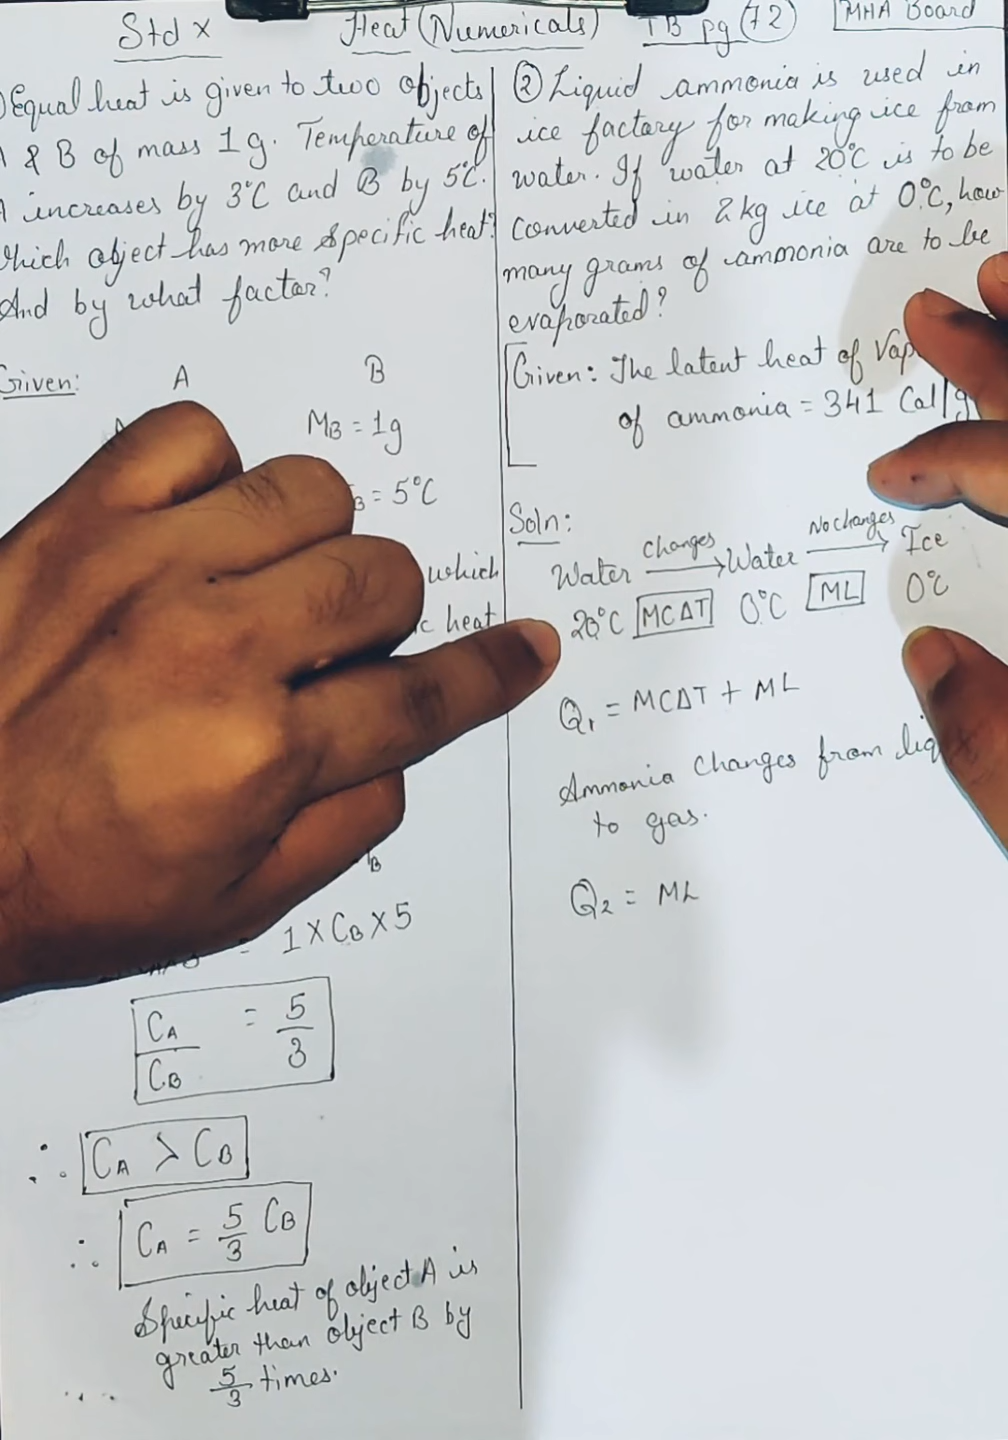 Std X Heat (Numericals) TB pg (72) MHA Board
Equal heat is given to two objects
& B of mass 1g. Temperature of
increases by 3°C and B by 5°C.
which object has more specific heat?
And by what factor?
Given: A B
MB = 1g
B = 5°C
which
heat
B
= 1 X CB X 5
CA / CB = 5/3
∴ CA > CB
∴ CA = 5/3 CB
Specific heat of object A is
greater than object B by
5/3 times.
② Liquid ammonia is used in
ice factory for making ice from
water. If water at 20°C is to be
converted in 2 kg ice at 0°C, how
many grams of ammonia are to be
evaporated?
Given: The latent heat of Vap
of ammonia = 341 Cal/g
Soln:
Changes No changes
Water → Water → Ice
20°C MCΔT 0°C ML 0°C
Q1 = MCΔT + ML
Ammonia changes from liq
to gas.
Q2 = ML